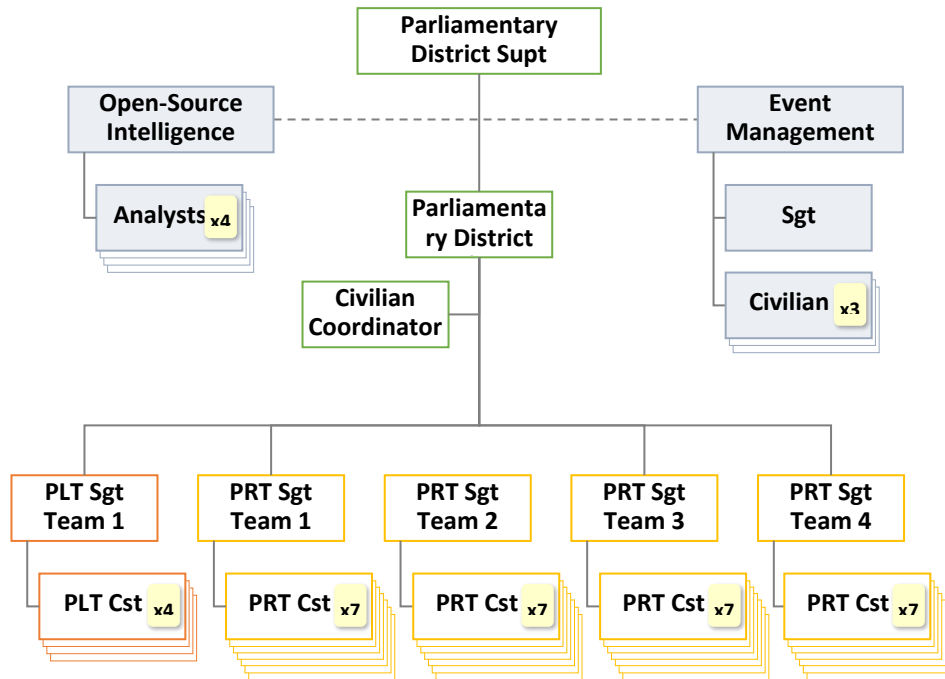 Parliamentary
District Supt
Open-Source
Intelligence
Event
Management
Analysts x4
Parliamenta
ry District
Sgt
Civilian
Coordinator
Civilian x3
PLT Sgt
Team 1
PRT Sgt
Team 1
PRT Sgt
Team 2
PRT Sgt
Team 3
PRT Sgt
Team 4
PLT Cst x4
PRT Cst x7
PRT Cst x7
PRT Cst x7
PRT Cst x7